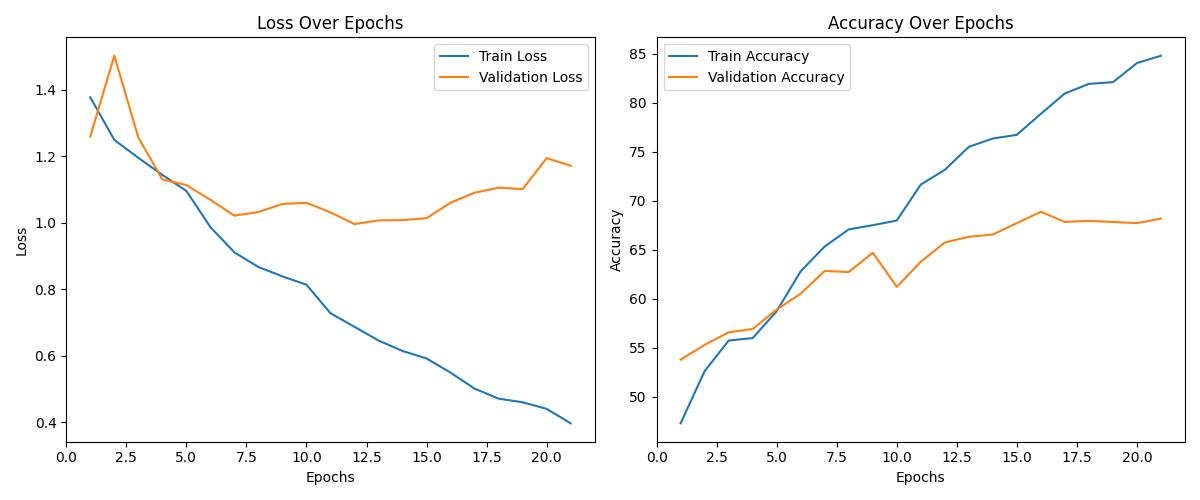 Loss Over Epochs
Train Loss
Validation Loss
1.4
1.2
1.0
0.8
0.6
0.4
Loss
0.0 2.5 5.0 7.5 10.0 12.5 15.0 17.5 20.0
Epochs
Accuracy Over Epochs
Train Accuracy
Validation Accuracy
85
80
75
70
65
60
55
50
Accuracy
0.0 2.5 5.0 7.5 10.0 12.5 15.0 17.5 20.0
Epochs